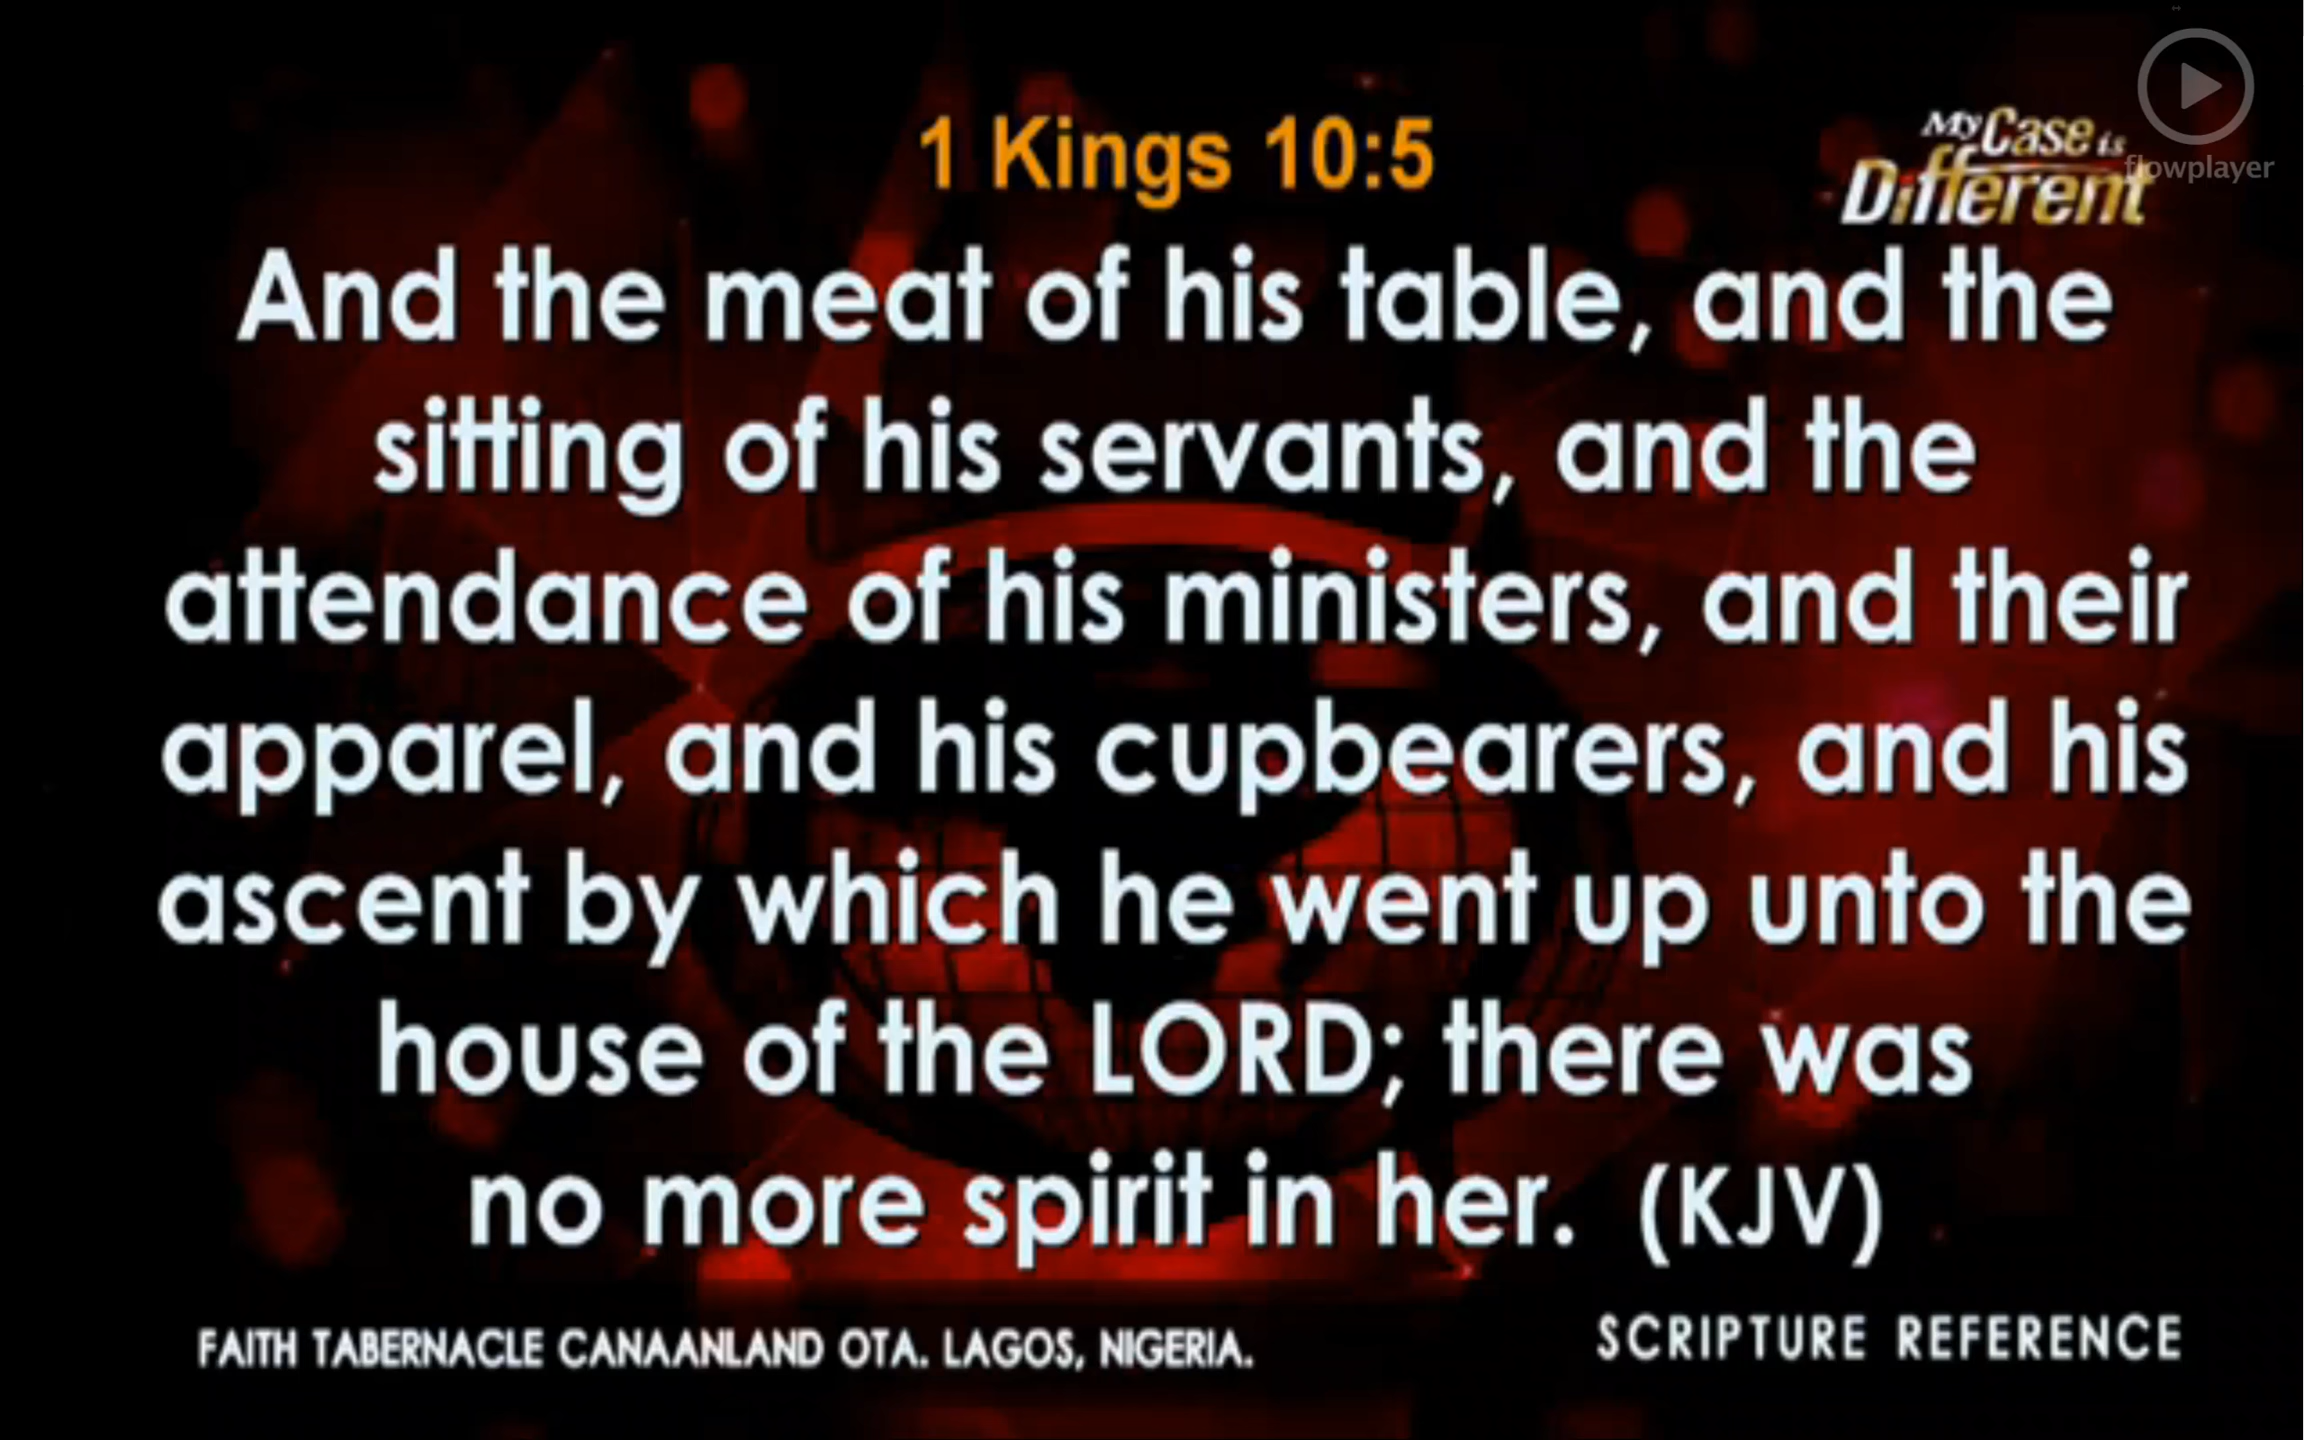 1 Kings 10:5
My Case is
Different
flowplayer
And the meat of his table, and the
sitting of his servants, and the
attendance of his ministers, and their
apparel, and his cupbearers, and his
ascent by which he went up unto the
house of the LORD; there was
no more spirit in her. (KJV)
FAITH TABERNACLE CANAANLAND OTA. LAGOS, NIGERIA.
SCRIPTURE REFERENCE